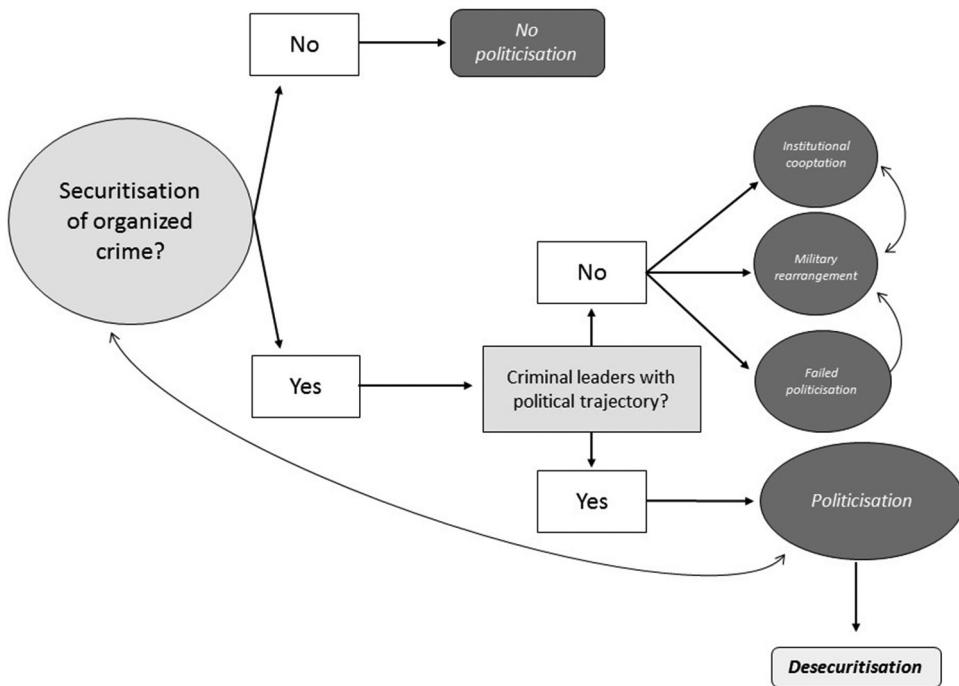 No
No
politicisation
Securitisation
of organized
crime?
Institutional
cooptation
No
Military
rearrangement
Yes
Criminal leaders with
political trajectory?
Failed
politicisation
Yes
Politicisation
Desecuritisation